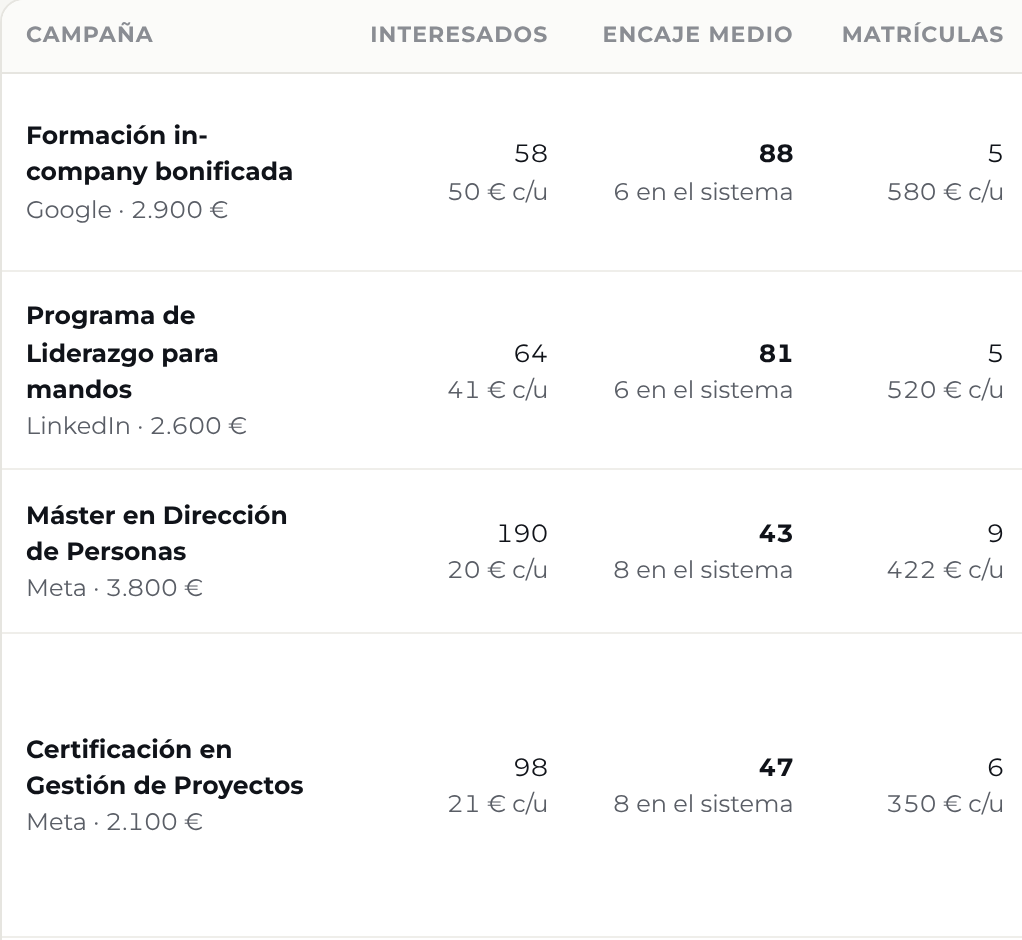 CAMPAÑA INTERESADOS ENCAJE MEDIO MATRÍCULAS
Formación in-
company bonificada
Google · 2.900 €
58 88 5
50 € c/u 6 en el sistema 580 € c/u
Programa de
Liderazgo para
mandos
LinkedIn · 2.600 €
64 81 5
41 € c/u 6 en el sistema 520 € c/u
Máster en Dirección
de Personas
Meta · 3.800 €
190 43 9
20 € c/u 8 en el sistema 422 € c/u
Certificación en
Gestión de Proyectos
Meta · 2.100 €
98 47 6
21 € c/u 8 en el sistema 350 € c/u